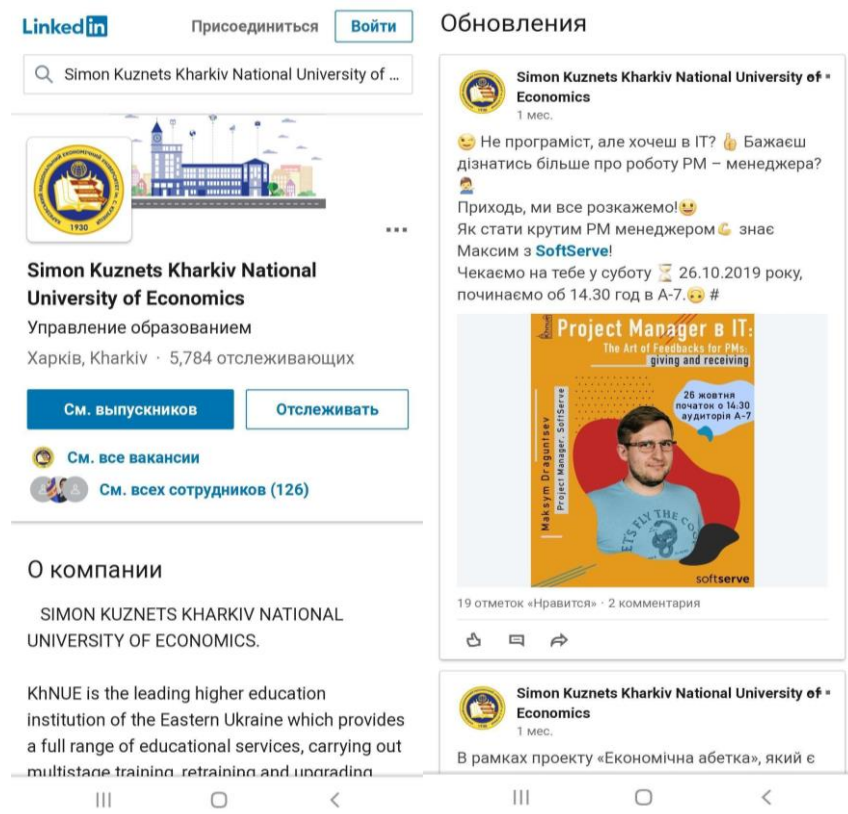 LinkedIn
Присоединиться
Войти
Simon Kuznets Kharkiv National University of ...
1930
Simon Kuznets Kharkiv National
University of Economics
Управление образованием
Харків, Kharkiv · 5,784 отслеживающих
См. выпускников
Отслеживать
См. все вакансии
См. всех сотрудников (126)
О компании
SIMON KUZNETS KHARKIV NATIONAL
UNIVERSITY OF ECONOMICS.
KhNUE is the leading higher education
institution of the Eastern Ukraine which provides
a full range of educational services, carrying out
multistage training, retraining and upgrading
Обновления
Simon Kuznets Kharkiv National University of
Economics
1 мес.
😉 Не програміст, але хочеш в ІТ? 👍 Бажаєш
дізнатись більше про роботу PM – менеджера?
🤦
Приходь, ми все розкажемо!😃
Як стати крутим PM менеджером💪 знає
Максим з SoftServe!
Чекаємо на тебе у суботу ⏳ 26.10.2019 року,
починаємо об 14.30 год в А-7.🙃 #
Project Manager в IT:
The Art of Feedbacks for PMs:
giving and receiving
26 жовтня
початок о 14:30
аудиторія А-7
Maksym Draguntsev
Project Manager, SoftServe
LETS FLY THE COO
softserve
19 отметок «Нравится» · 2 комментария
Simon Kuznets Kharkiv National University of
Economics
1 мес.
В рамках проекту «Економічна абетка», який є